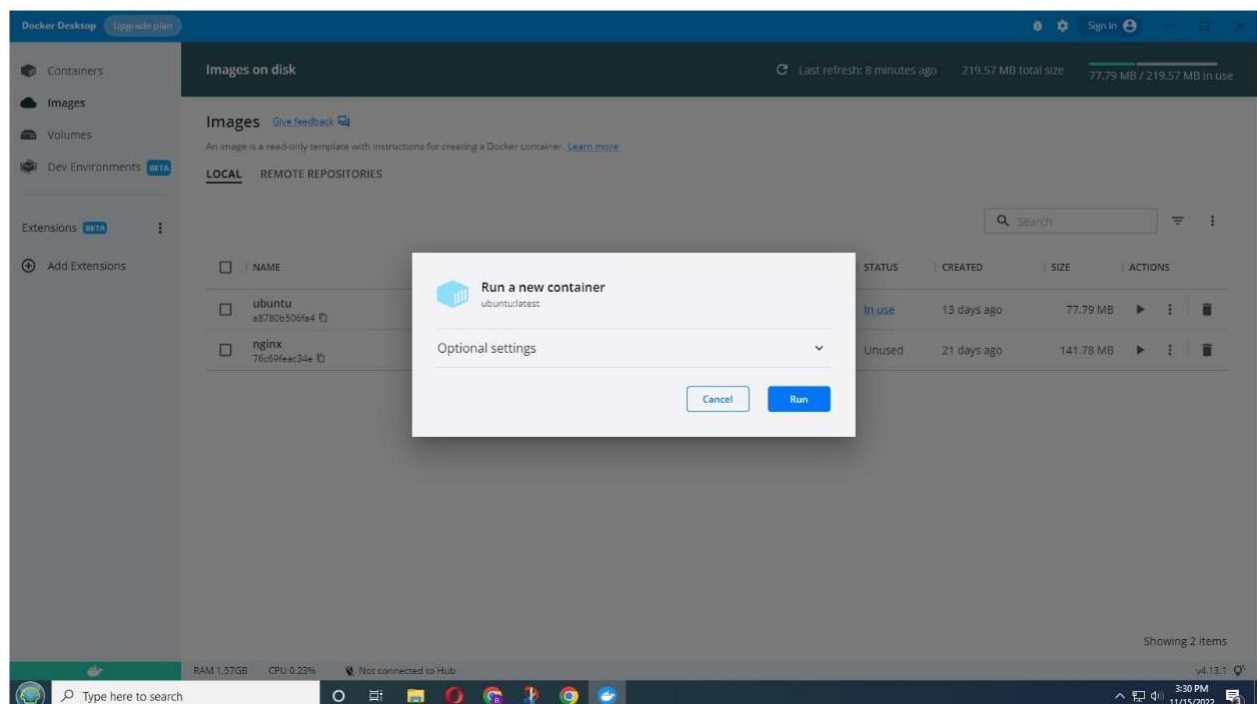 Docker Desktop Upgrade plan Sign in
Containers
Images
Volumes
Dev Environments BETA
Extensions BETA
Add Extensions
Images on disk Last refresh: 8 minutes ago 219.57 MB total size 77.79 MB / 219.57 MB in use
Images Give feedback
An image is a read-only template with instructions for creating a Docker container. Learn more
LOCAL REMOTE REPOSITORIES
Search
NAME STATUS CREATED SIZE ACTIONS
ubuntu In use 13 days ago 77.79 MB
a8780b506fa4
nginx Unused 21 days ago 141.78 MB
76c69feac34e
Run a new container
ubuntu:latest
Optional settings
Cancel Run
Showing 2 items
RAM 1.57GB CPU 0.23% Not connected to Hub v4.13.1
Type here to search
3:30 PM
11/15/2022